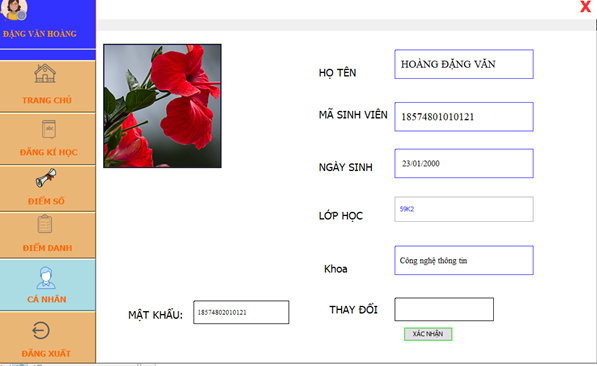 X
ĐẶNG VĂN HOÀNG
TRANG CHỦ
ĐĂNG KÍ HỌC
ĐIỂM SỐ
ĐIỂM DANH
CÁ NHÂN
ĐĂNG XUẤT
HỌ TÊN
HOÀNG ĐẶNG VĂN
MÃ SINH VIÊN
18574801010121
NGÀY SINH
23/01/2000
LỚP HỌC
59K2
Khoa
Công nghệ thông tin
MẬT KHẨU:
18574802010121
THAY ĐỔI
XÁC NHẬN